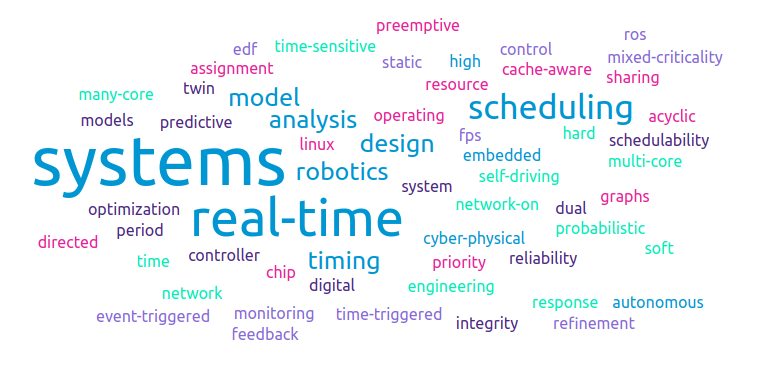 preemptive
ros
edf
time-sensitive
control
static
high
mixed-criticality
assignment
cache-aware
sharing
many-core
twin
model
resource
scheduling
models
predictive
analysis
operating
acyclic
linux
design
fps
hard
schedulability
systems
robotics
embedded
multi-core
system
self-driving
optimization
real-time
network-on
dual
graphs
period
probabilistic
directed
controller
cyber-physical
soft
time
chip
timing
priority
reliability
network
digital
engineering
event-triggered
monitoring
time-triggered
response
autonomous
feedback
integrity
refinement